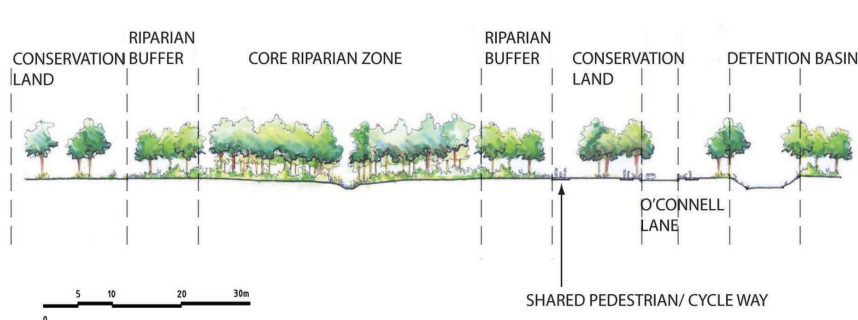 CONSERVATION
LAND
RIPARIAN
BUFFER
CORE RIPARIAN ZONE
RIPARIAN
BUFFER
CONSERVATION
LAND
DETENTION BASIN
O'CONNELL
LANE
SHARED PEDESTRIAN/ CYCLE WAY
5 10 20 30m
0